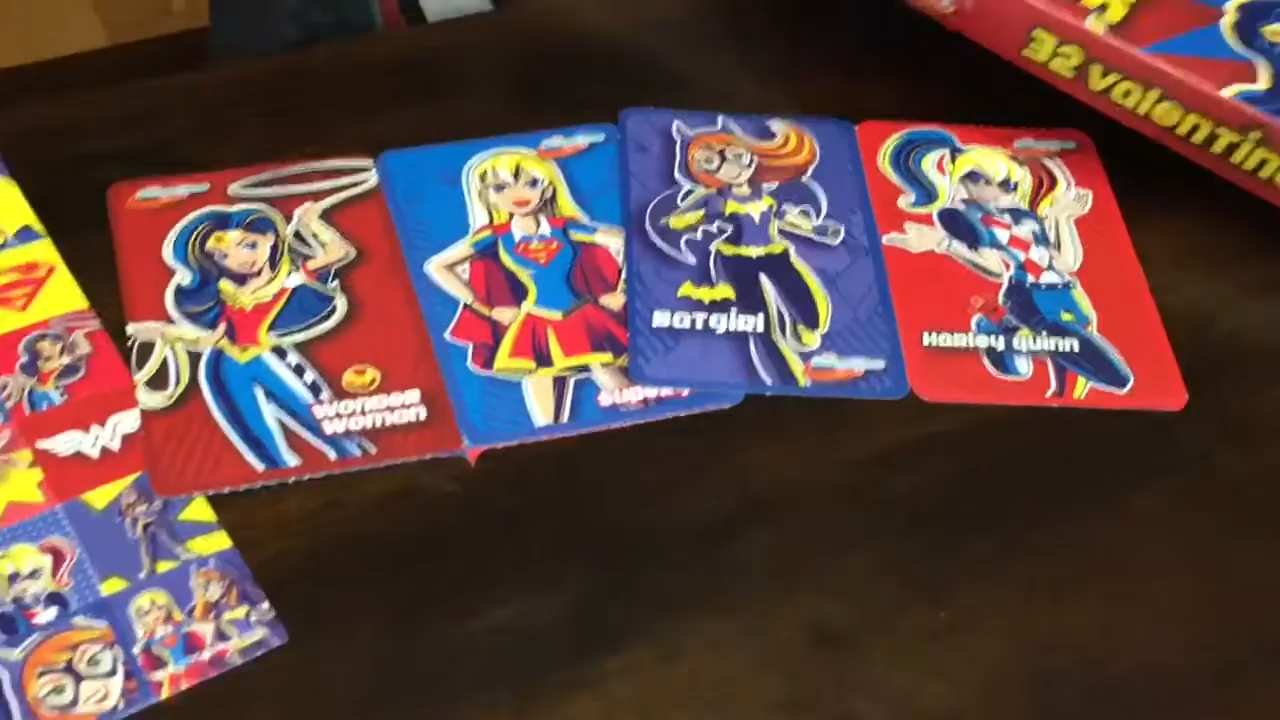 32 Valentin
Wonder
Woman
Batgirl
Harley Quinn